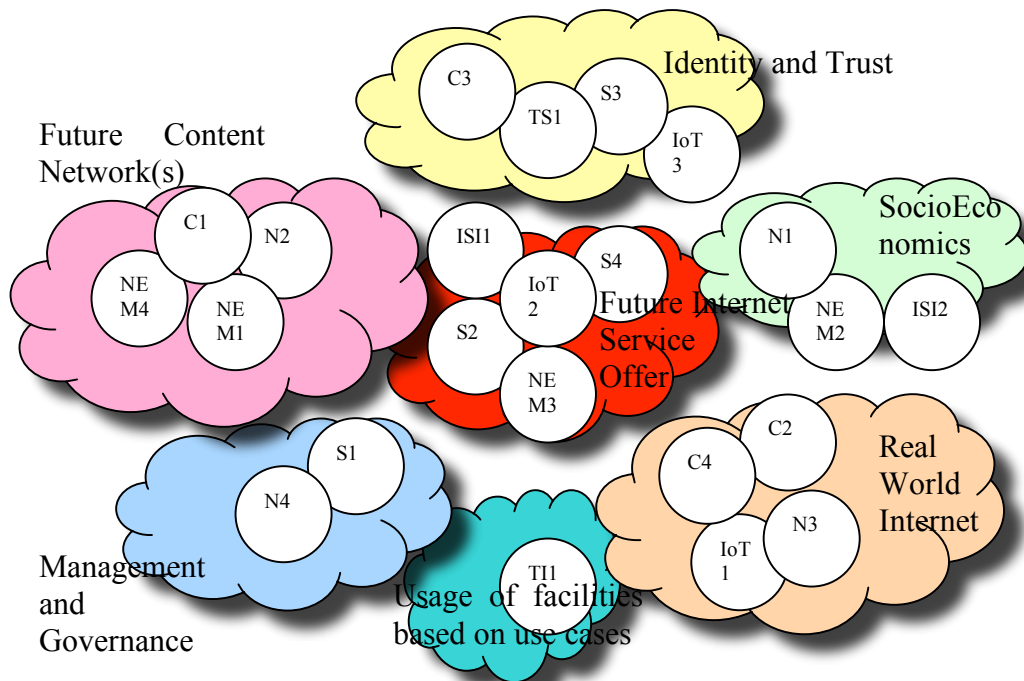 Identity and Trust
C3
TS1
S3
IoT
3
Future Content
Network(s)
C1
N2
NE
M4
NE
M1
ISI1
IoT
2
S4
S2
NE
M3
Future Internet
Service
Offer
SocioEco
nomics
N1
NE
M2
ISI2
S1
N4
Management
and
Governance
TI1
Usage of facilities
based on use cases
C2
C4
N3
IoT
1
Real
World
Internet